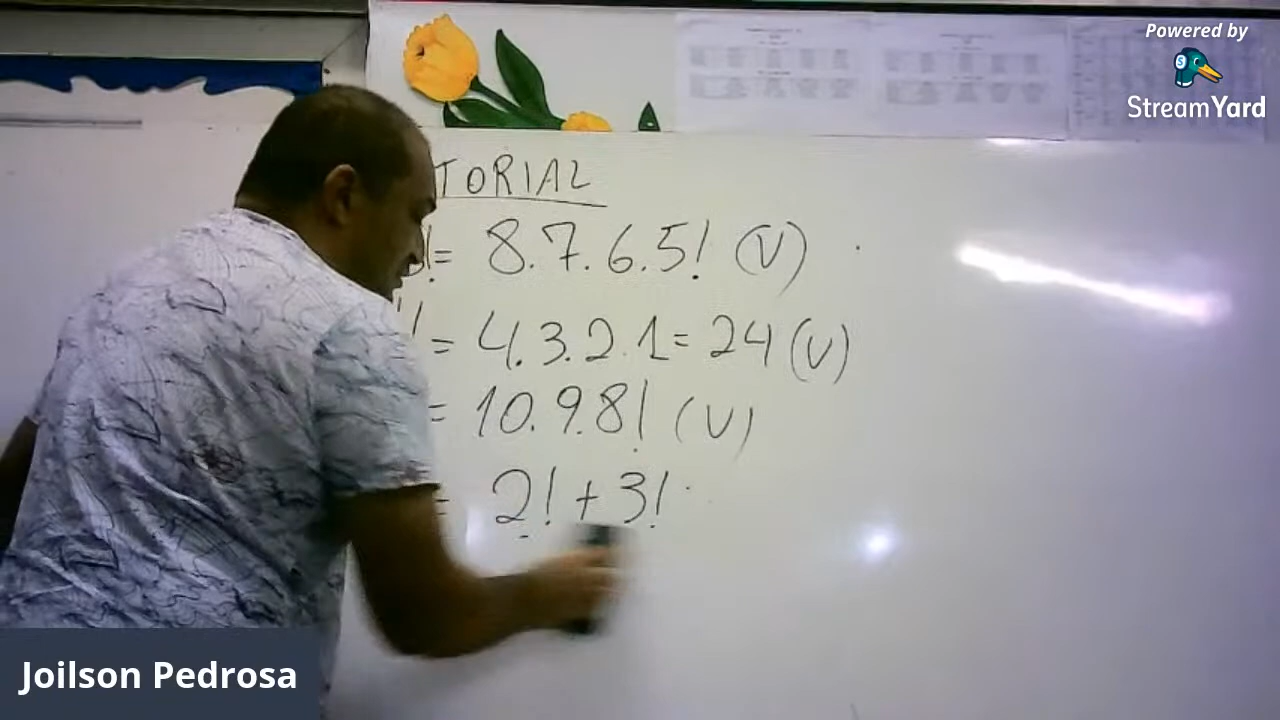 Powered by
StreamYard
TORIAL
!= 8.7.6.5! (V)
= 4.3.2.1= 24 (V)
= 10.9.8! (V)
= 2! + 3!
Joilson Pedrosa